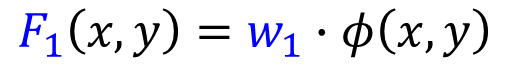 F₁(x, y) = w₁ · ϕ(x, y)